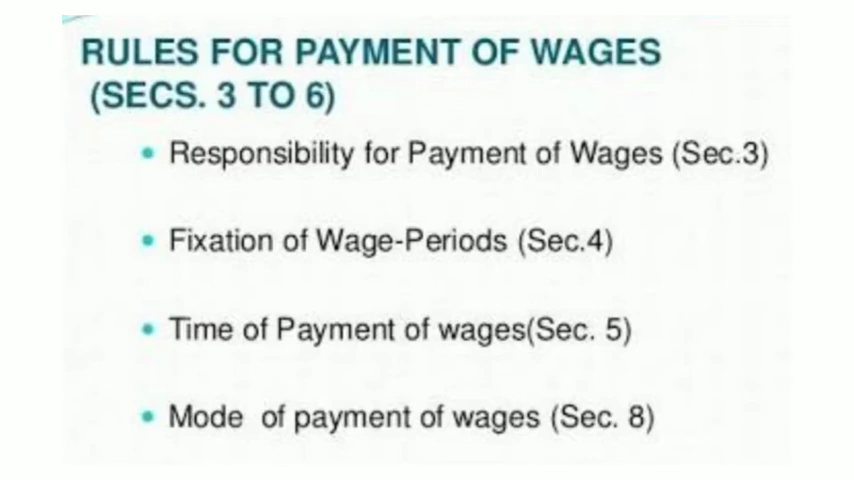 RULES FOR PAYMENT OF WAGES
(SECS. 3 TO 6)
• Responsibility for Payment of Wages (Sec.3)
• Fixation of Wage-Periods (Sec.4)
• Time of Payment of wages(Sec. 5)
• Mode of payment of wages (Sec. 8)